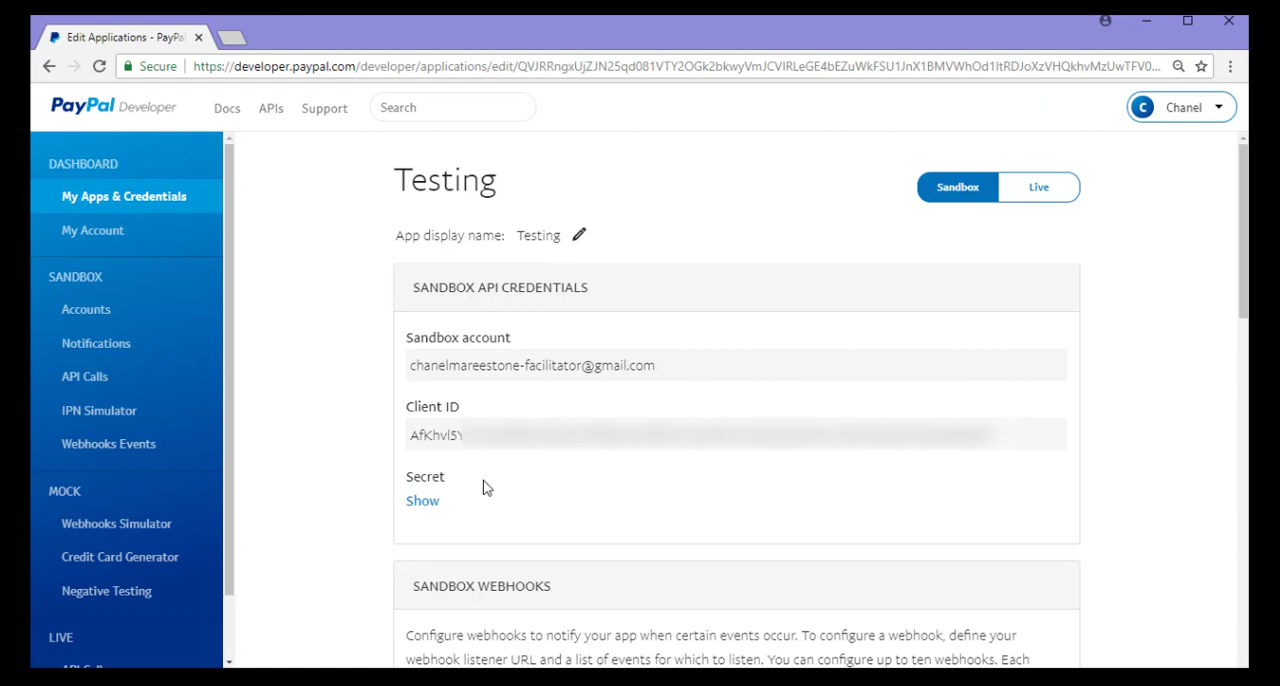 Edit Applications - PayPa
Secure
https://developer.paypal.com/developer/applications/edit/QVJRRngxUjZJN25qd081VTY2OGk2bkwyVmJCVlRLeGE4bEZuWkFSU1JnX1BMVWhOd1ltRDJoXzVHQkhvMzUwTFV0...
PayPal Developer
Docs
APIs
Support
Search
C
Chanel
DASHBOARD
My Apps & Credentials
My Account
SANDBOX
Accounts
Notifications
API Calls
IPN Simulator
Webhooks Events
MOCK
Webhooks Simulator
Credit Card Generator
Negative Testing
LIVE
API Calls
Testing
Sandbox
Live
App display name: Testing
SANDBOX API CREDENTIALS
Sandbox account
chanelmareestone-facilitator@gmail.com
Client ID
AfKhvl5Y
Secret
Show
SANDBOX WEBHOOKS
Configure webhooks to notify your app when certain events occur. To configure a webhook, define your
webhook listener URL and a list of events for which to listen. You can configure up to ten webhooks. Each